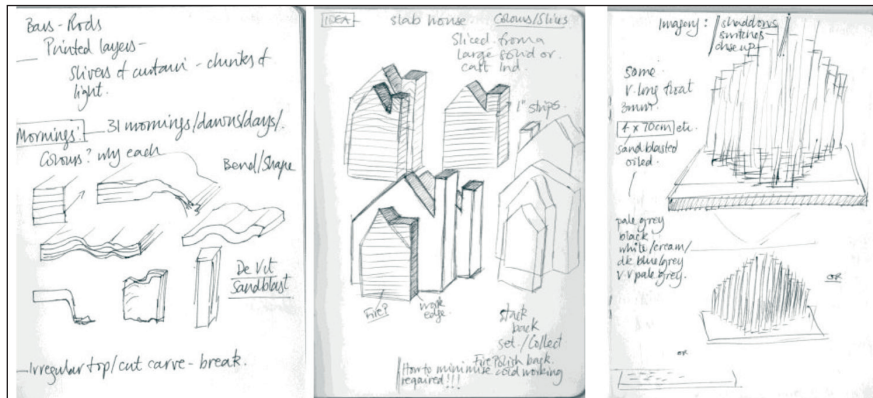 Bars - Rods
Printed layers -
Slivers of curtain - chunks of
light.
Mornings! 31 mornings/dawns/days/.
Colours? why each
Bend/Shape
De Vit
Sandblast
Irregular top/cut carve - break.
IDEA slab house. Colours/Slices
Sliced from a
large bond or
cast Ind.
1" strips.
Fire?
work
edge.
stack
back
set./Collect
Fire Polish back.
How to minimise cold working
required!!!
Imagery: shaddows
switches
close up
some
v. long float
3mm.
4 x 70cm etc.
sandblasted
oiled.
pale grey
black
white/cream/
dk blue/grey
v.v pale grey.
OR
OR